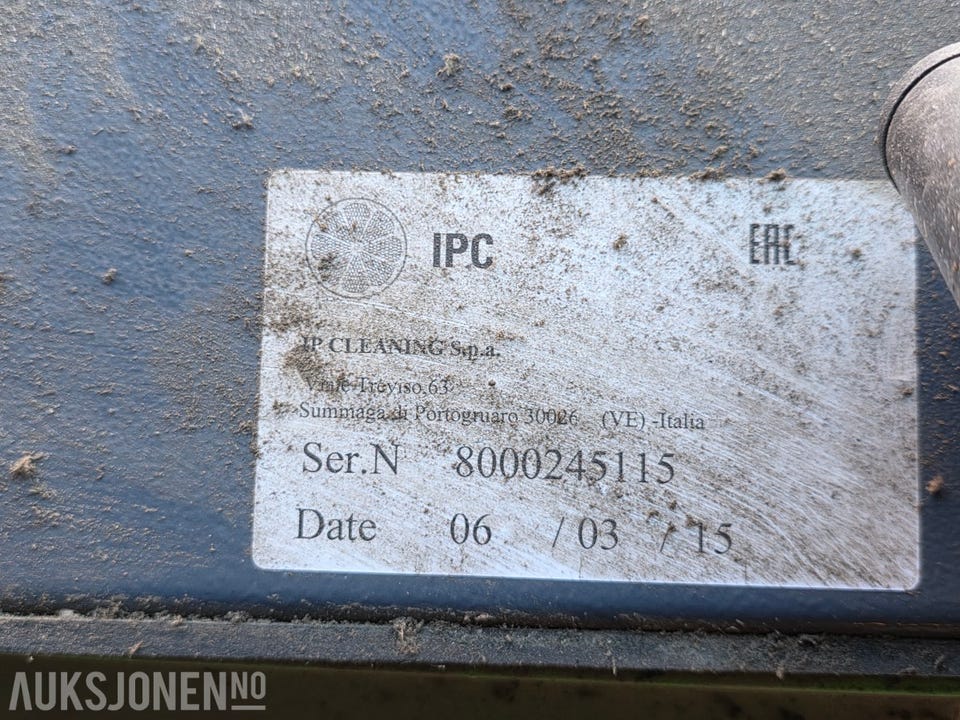 IPC EAC
IP CLEANING S.p.a.
Viale Treviso 63
Summaga di Portogruaro 30026 (VE) -Italia
Ser.N 8000245115
Date 06 / 03 / 15
AUKSJONEN NO